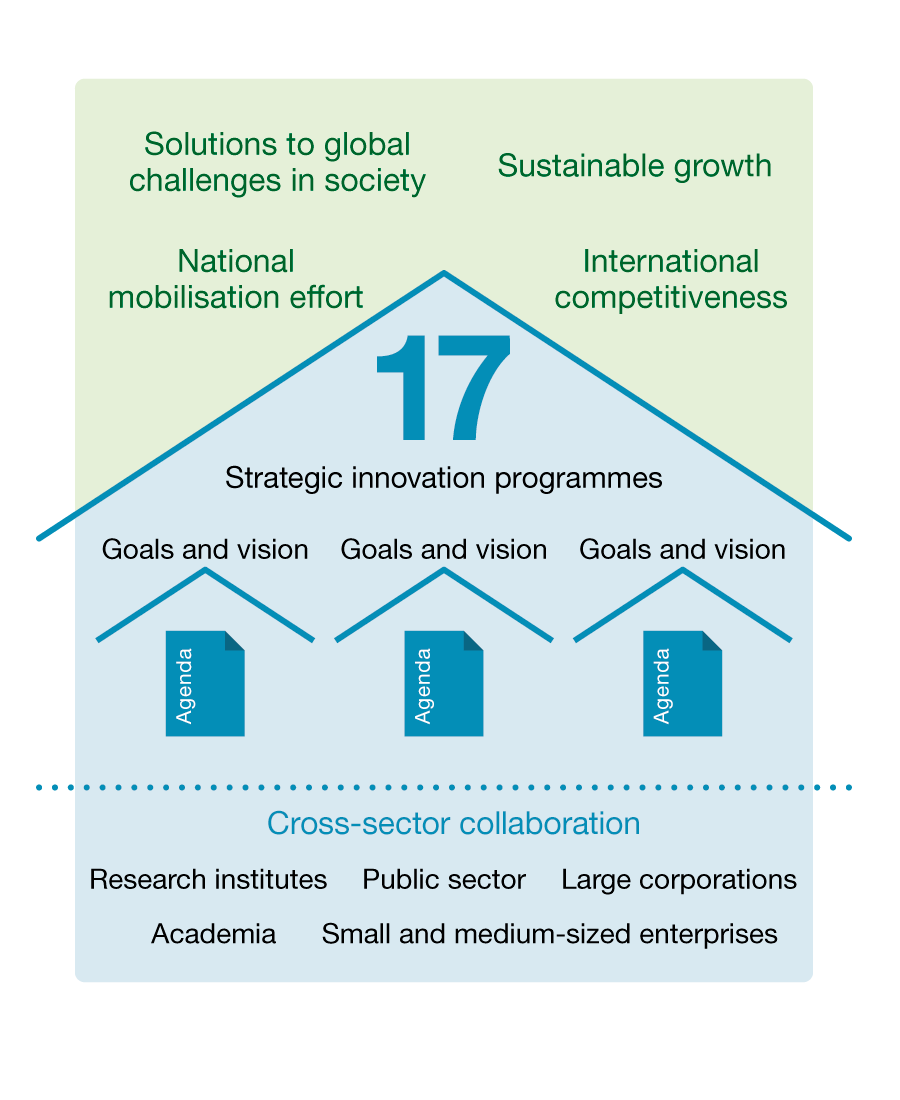 Solutions to global
challenges in society
Sustainable growth
National
mobilisation effort
International
competitiveness
17
Strategic innovation programmes
Goals and vision
Goals and vision
Goals and vision
Agenda
Agenda
Agenda
Cross-sector collaboration
Research institutes
Public sector
Large corporations
Academia
Small and medium-sized enterprises